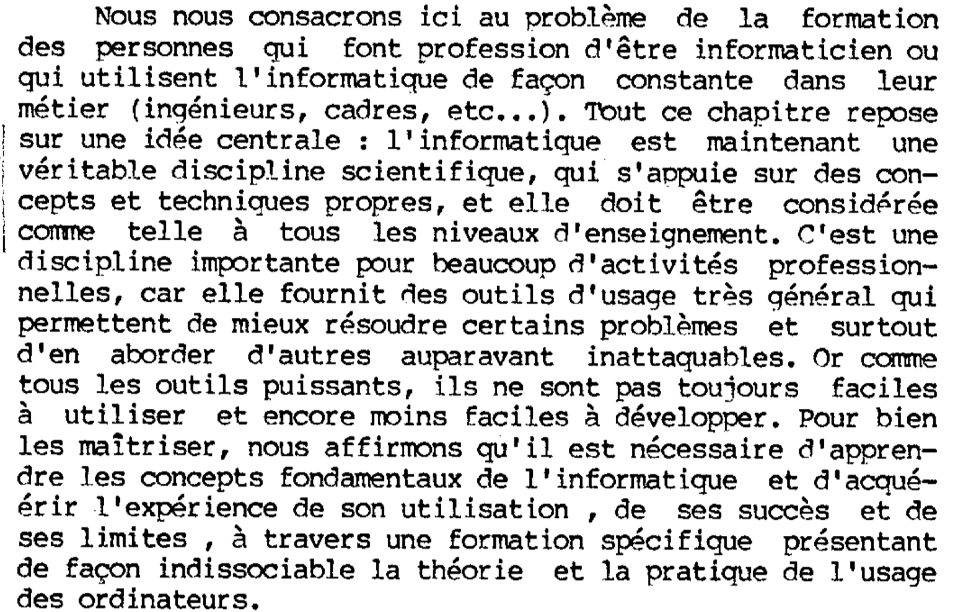 Nous nous consacrons ici au problème de la formation
des personnes qui font profession d'être informaticien ou
qui utilisent l'informatique de façon constante dans leur
métier (ingénieurs, cadres, etc...). Tout ce chapitre repose
sur une idée centrale : l'informatique est maintenant une
véritable discipline scientifique, qui s'appuie sur des con-
cepts et techniques propres, et elle doit être considérée
comme telle à tous les niveaux d'enseignement. C'est une
discipline importante pour beaucoup d'activités profession-
nelles, car elle fournit des outils d'usage très général qui
permettent de mieux résoudre certains problèmes et surtout
d'en aborder d'autres auparavant inattaquables. Or comme
tous les outils puissants, ils ne sont pas toujours faciles
à utiliser et encore moins faciles à développer. Pour bien
les maîtriser, nous affirmons qu'il est nécessaire d'appren-
dre les concepts fondamentaux de l'informatique et d'acqué-
érir l'expérience de son utilisation , de ses succès et de
ses limites , à travers une formation spécifique présentant
de façon indissociable la théorie et la pratique de l'usage
des ordinateurs.